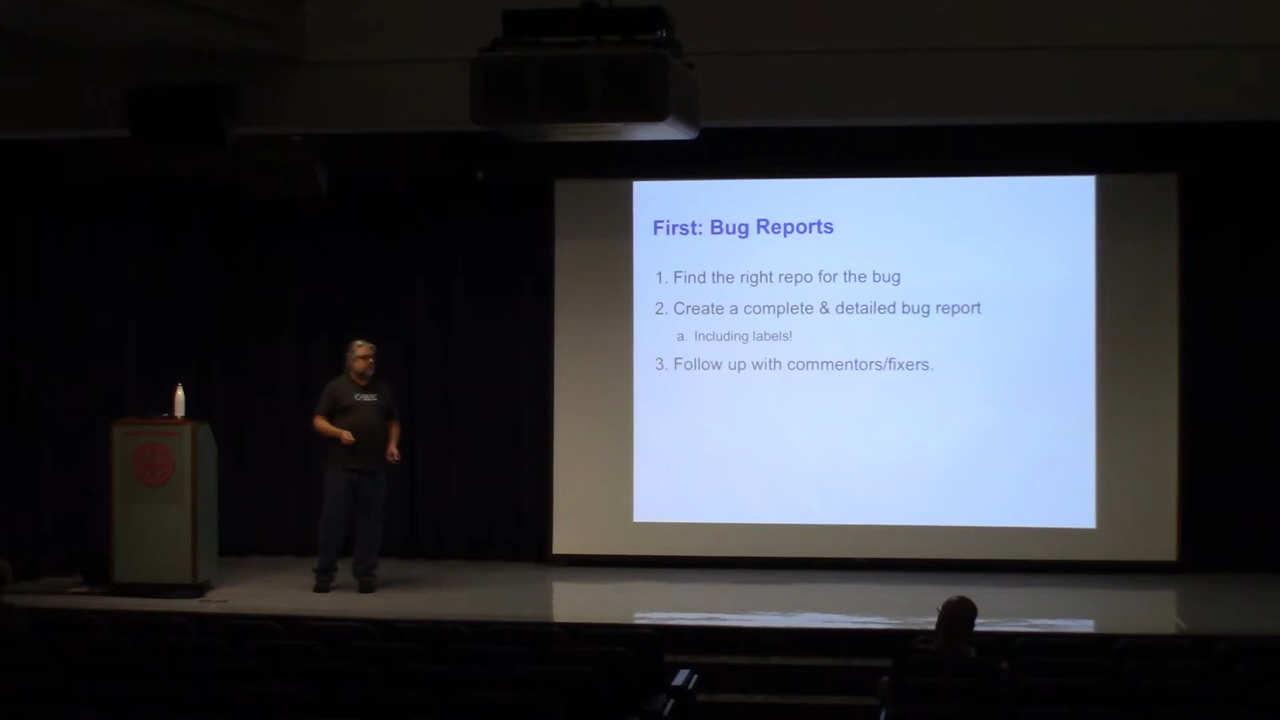 First: Bug Reports
1. Find the right repo for the bug
2. Create a complete & detailed bug report
a. Including labels!
3. Follow up with commentors/fixers.